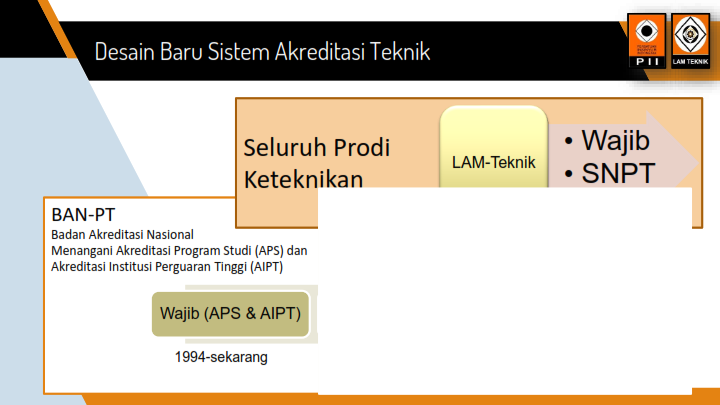 Desain Baru Sistem Akreditasi Teknik
PII
LAM TEKNIK
Seluruh Prodi
Keteknikan
LAM-Teknik
• Wajib
• SNPT
BAN-PT
Badan Akreditasi Nasional
Menangani Akreditasi Program Studi (APS) dan
Akreditasi Institusi Perguaran Tinggi (AIPT)
Wajib (APS & AIPT)
1994-sekarang